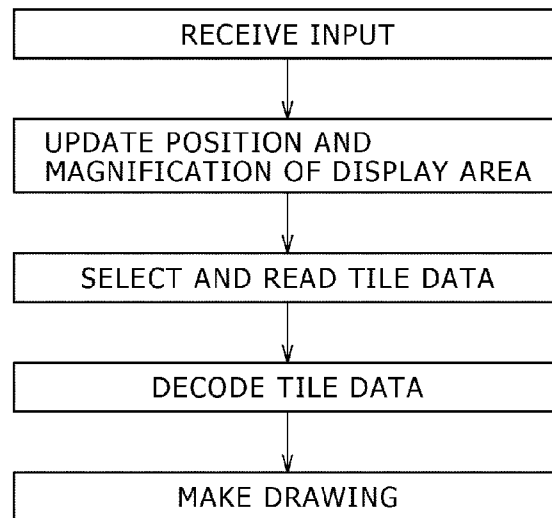 RECEIVE INPUT
UPDATE POSITION AND
MAGNIFICATION OF DISPLAY AREA
SELECT AND READ TILE DATA
DECODE TILE DATA
MAKE DRAWING